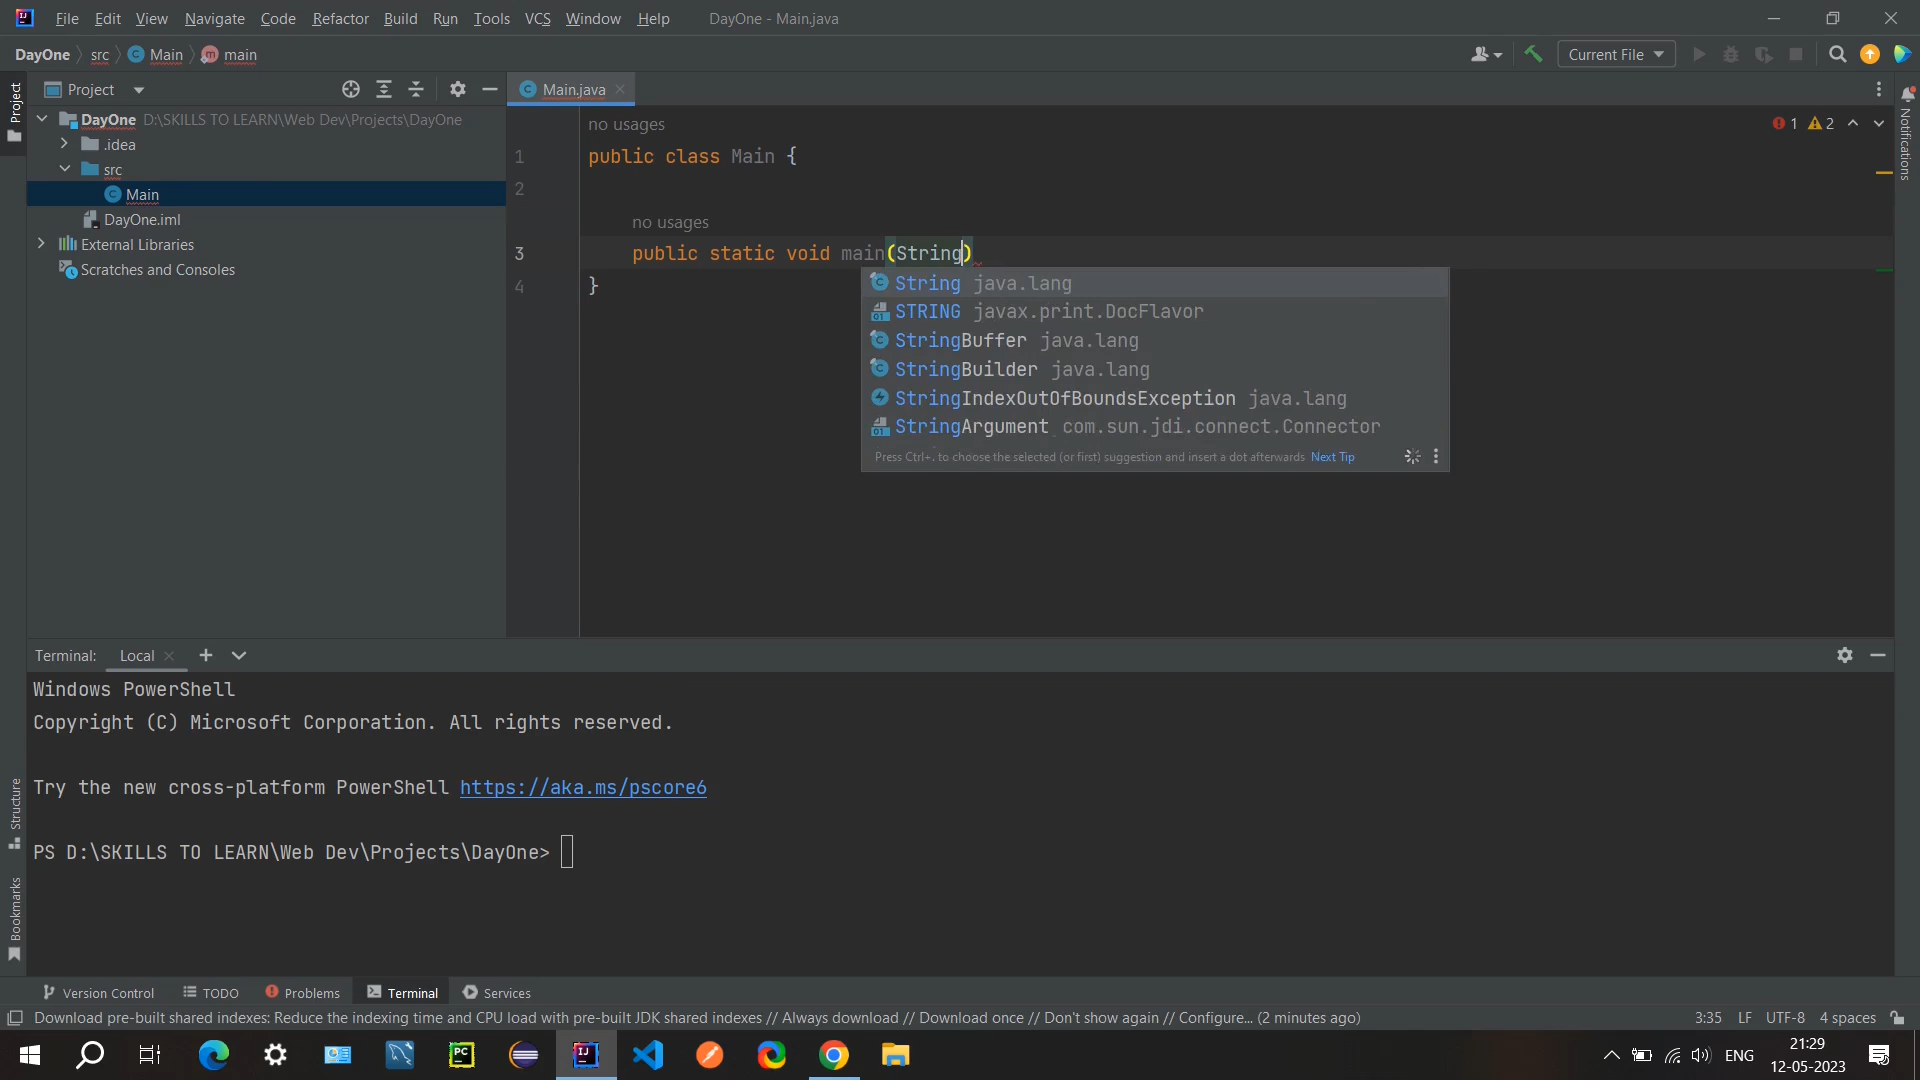 File Edit View Navigate Code Refactor Build Run Tools VCS Window Help DayOne - Main.java
DayOne src Main main Current File
Project
Project
Main.java
Notifications
DayOne D:\SKILLS TO LEARN\Web Dev\Projects\DayOne
.idea
src
Main
DayOne.iml
External Libraries
Scratches and Consoles
no usages
1 2
1 public class Main {
2
no usages
3 public static void main(String)
4 }
String java.lang
STRING javax.print.DocFlavor
StringBuffer java.lang
StringBuilder java.lang
StringIndexOutOfBoundsException java.lang
StringArgument com.sun.jdi.connect.Connector
Press Ctrl+. to choose the selected (or first) suggestion and insert a dot afterwards Next Tip
Terminal: Local
Windows PowerShell
Copyright (C) Microsoft Corporation. All rights reserved.
Try the new cross-platform PowerShell https://aka.ms/pscore6
PS D:\SKILLS TO LEARN\Web Dev\Projects\DayOne>
Structure
Bookmarks
Version Control TODO Problems Terminal Services
Download pre-built shared indexes: Reduce the indexing time and CPU load with pre-built JDK shared indexes // Always download // Download once // Don't show again // Configure... (2 minutes ago) 3:35 LF UTF-8 4 spaces
ENG
21:29
12-05-2023